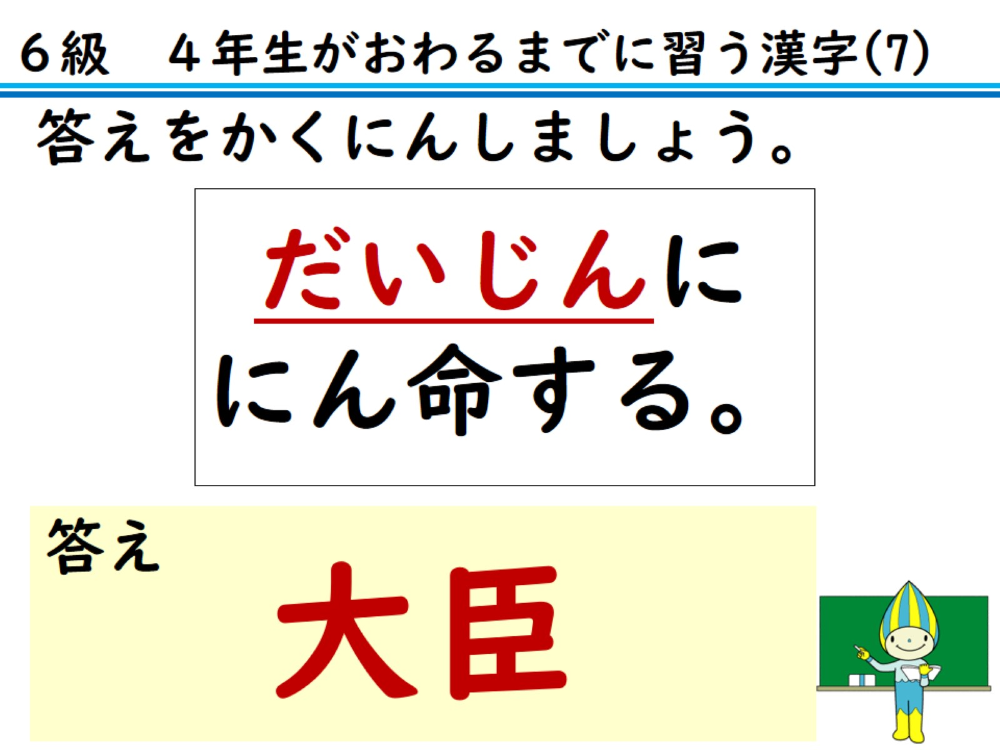 ６級　４年生がおわるまでに習う漢字(7)
答えをかくにんしましょう。
だいじんに
にん命する。
答え
大臣